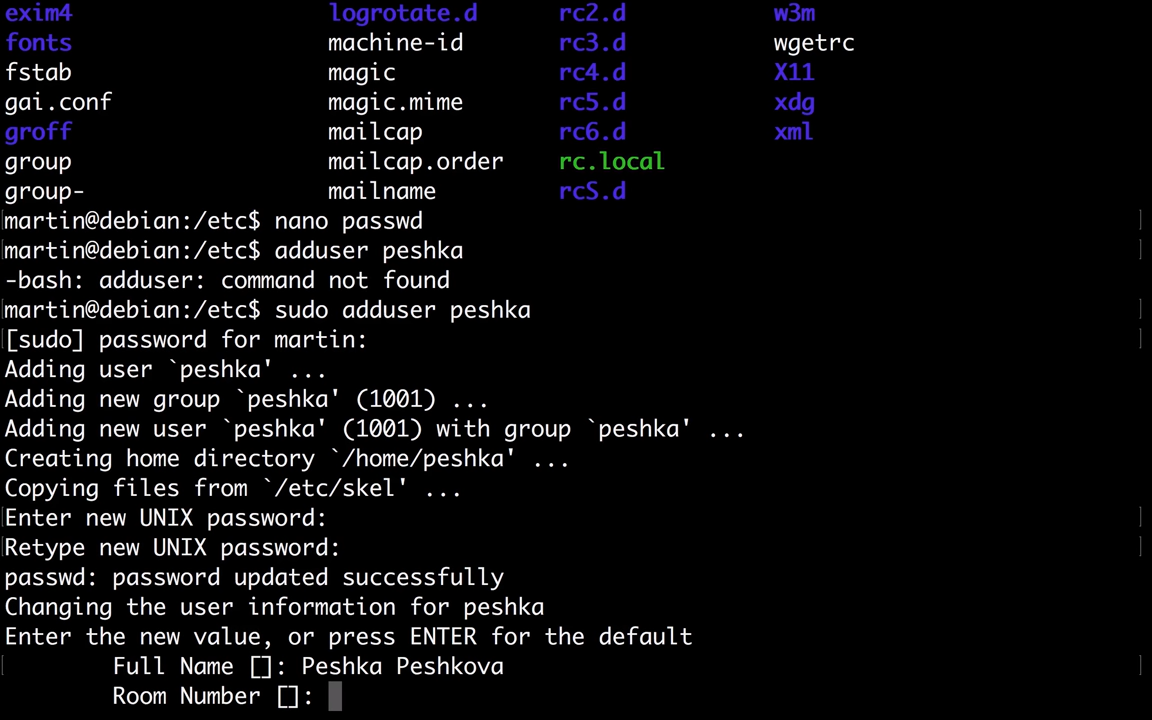 exim4 logrotate.d rc2.d w3m
fonts machine-id rc3.d wgetrc
fstab magic rc4.d X11
gai.conf magic.mime rc5.d xdg
groff mailcap rc6.d xml
group mailcap.order rc.local
group- mailname rcS.d
martin@debian:/etc$ nano passwd
martin@debian:/etc$ adduser peshka
-bash: adduser: command not found
martin@debian:/etc$ sudo adduser peshka
[sudo] password for martin:
Adding user `peshka' ...
Adding new group `peshka' (1001) ...
Adding new user `peshka' (1001) with group `peshka' ...
Creating home directory `/home/peshka' ...
Copying files from `/etc/skel' ...
Enter new UNIX password:
Retype new UNIX password:
passwd: password updated successfully
Changing the user information for peshka
Enter the new value, or press ENTER for the default
Full Name []: Peshka Peshkova
Room Number []: